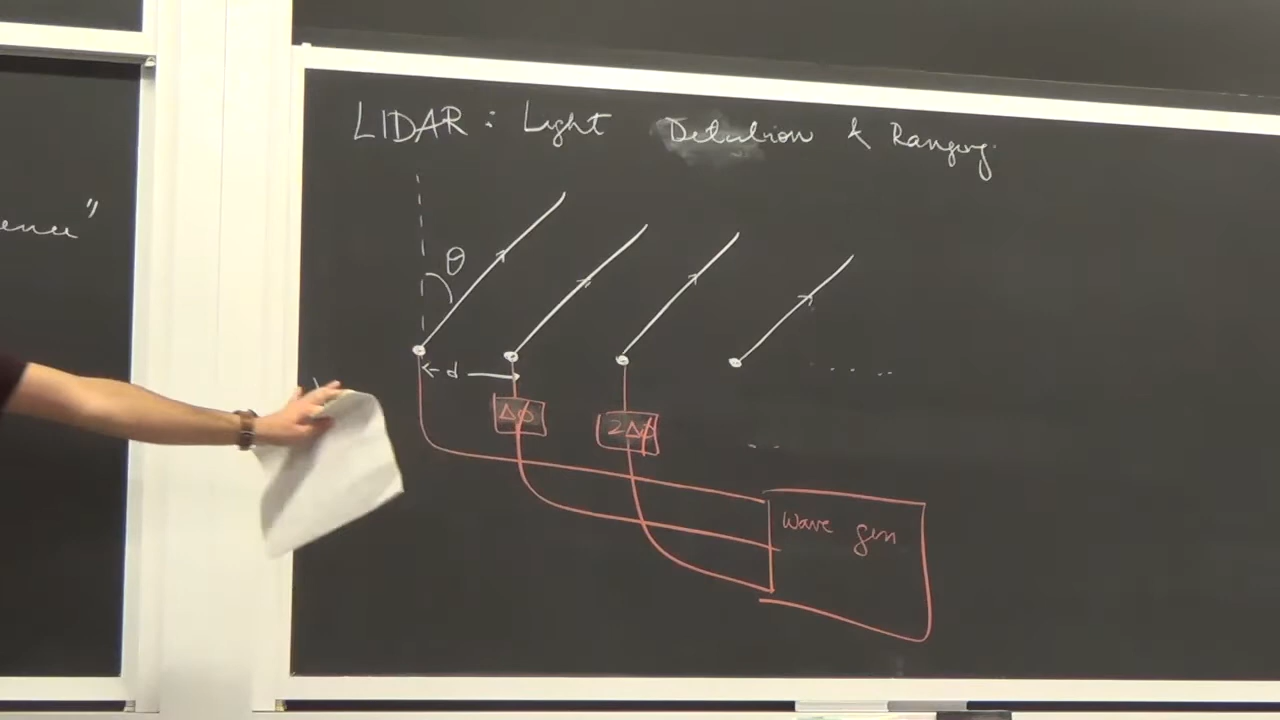 LIDAR : Light Detection & Ranging.
θ
← d
Δϕ
2Δϕ
.....
...
Wave gen